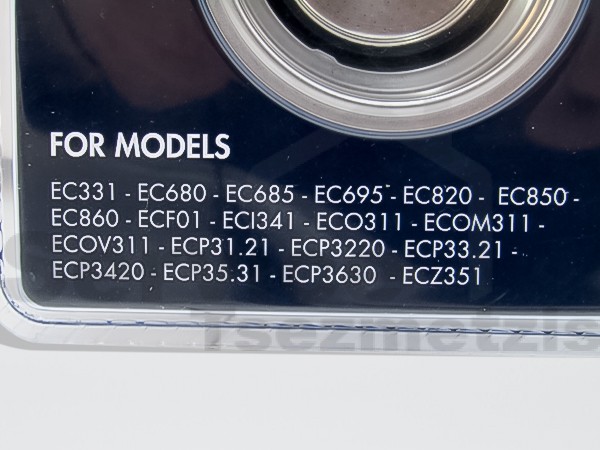 FOR MODELS
EC331 - EC680 - EC685 - EC695 - EC820 - EC850 -
EC860 - ECF01 - ECI341 - ECO311 - ECOM311 -
ECOV311 - ECP31.21 - ECP3220 - ECP33.21 -
ECP3420 - ECP35.31 - ECP3630 - ECZ351
Tsezmetzis